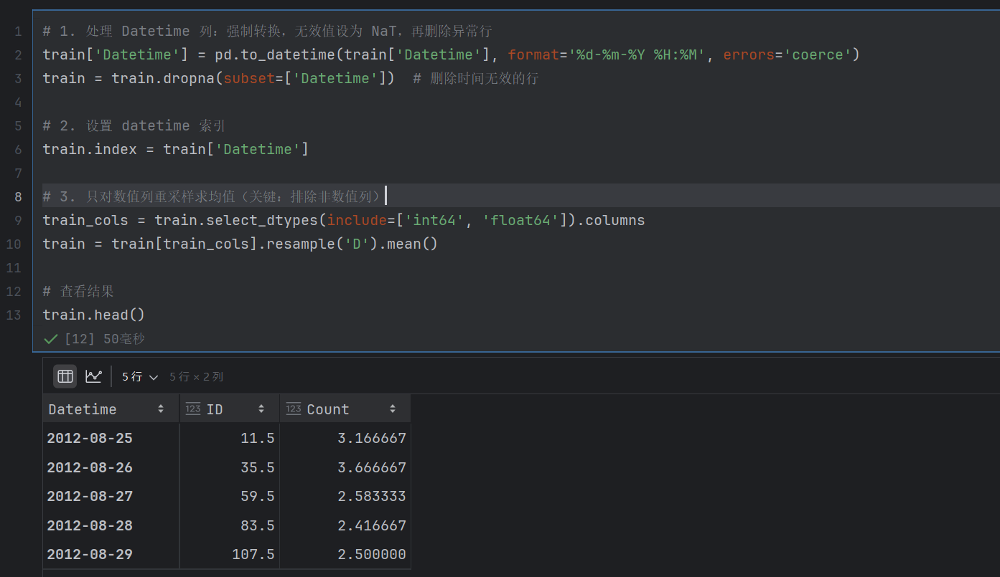 1 # 1. 处理 Datetime 列：强制转换，无效值设为 NaT，再删除异常行
2 train['Datetime'] = pd.to_datetime(train['Datetime'], format='%d-%m-%Y %H:%M', errors='coerce')
3 train = train.dropna(subset=['Datetime'])  # 删除时间无效的行
4
5 # 2. 设置 datetime 索引
6 train.index = train['Datetime']
7
8 # 3. 只对数值列重采样求均值（关键：排除非数值列）
9 train_cols = train.select_dtypes(include=['int64', 'float64']).columns
10 train = train[train_cols].resample('D').mean()
11
12 # 查看结果
13 train.head()
[12] 50毫秒
5 行 5 行 × 2 列
Datetime 123 ID 123 Count
2012-08-25 11.5 3.166667
2012-08-26 35.5 3.666667
2012-08-27 59.5 2.583333
2012-08-28 83.5 2.416667
2012-08-29 107.5 2.500000